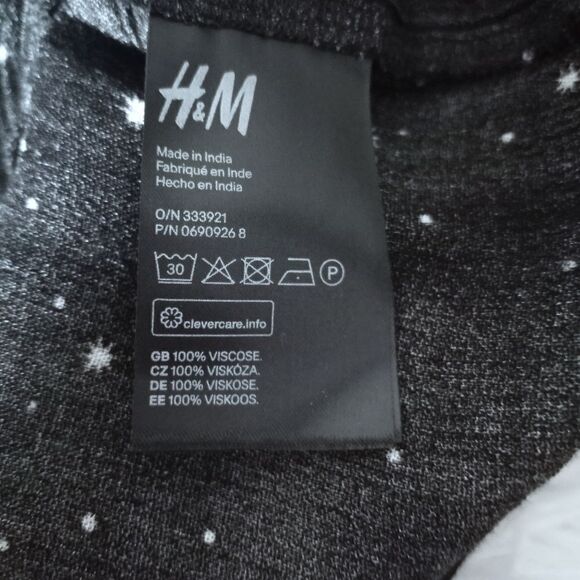 H&M
Made in India
Fabriqué en Inde
Hecho en India
O/N 333921
P/N 0690926 8
30 P
clevercare.info
GB 100% VISCOSE.
CZ 100% VISKÓZA.
DE 100% VISKOSE.
EE 100% VISKOOS.